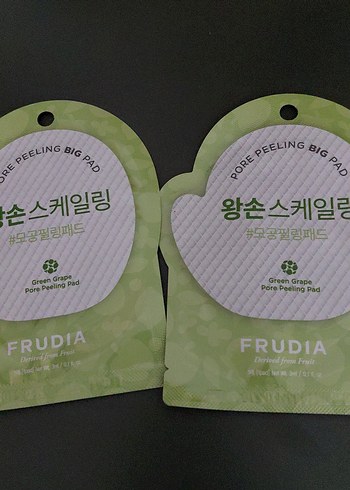 PORE PEELING BIG PAD
왕손스케일링
#모공필링패드
Green Grape
Pore Peeling Pad
FRUDIA
Derived from Fruit
PORE PEELING BIG PAD
왕손스케일링
#모공필링패드
Green Grape
Pore Peeling Pad
FRUDIA
Derived from Fruit